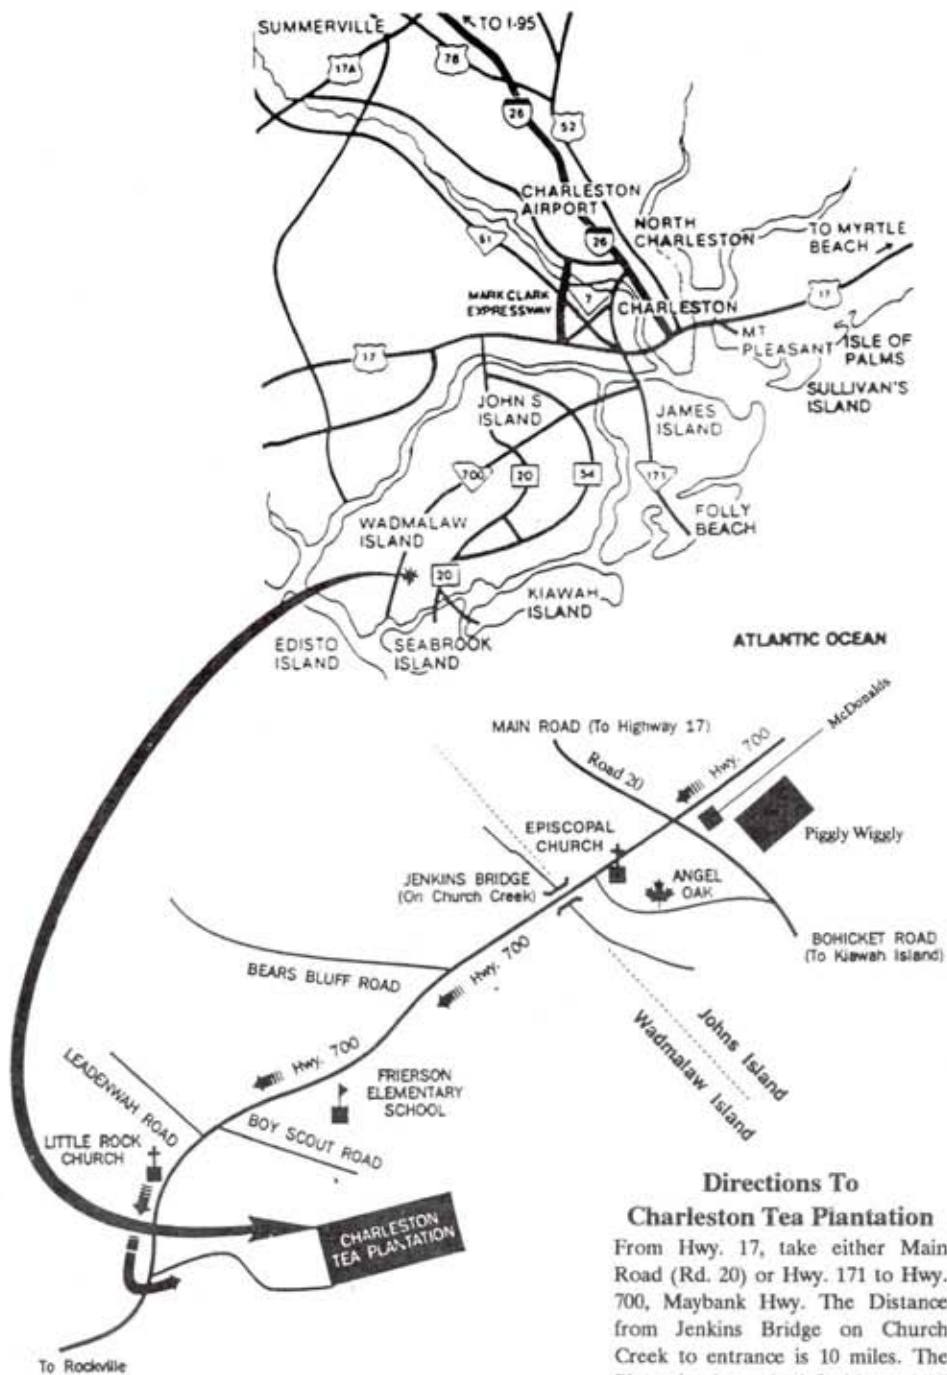 SUMMERVILLE
TO I-95
17A
78
26
52
CHARLESTON
AIRPORT
61
26
NORTH
CHARLESTON
TO MYRTLE
BEACH
MARK CLARK
EXPRESSWAY
7
CHARLESTON
17
17
MT
PLEASANT
ISLE OF
PALMS
SULLIVAN'S
ISLAND
JOHN S
ISLAND
JAMES
ISLAND
700
20
54
171
WADMALAW
ISLAND
FOLLY
BEACH
20
KIAWAH
ISLAND
EDISTO
ISLAND
SEABROOK
ISLAND
ATLANTIC OCEAN
MAIN ROAD (To Highway 17)
Road 20
Hwy. 700
McDonalds
Piggly Wiggly
EPISCOPAL
CHURCH
ANGEL
OAK
JENKINS BRIDGE
(On Church Creek)
BOHICKET ROAD
(To Kiawah Island)
BEARS BLUFF ROAD
Hwy. 700
Johns Island
Wadmalaw Island
Hwy. 700
FRIERSON
ELEMENTARY
SCHOOL
LEADENWAH ROAD
BOY SCOUT ROAD
LITTLE ROCK
CHURCH
CHARLESTON
TEA PLANTATION
To Rockville
Directions To
Charleston Tea Plantation
From Hwy. 17, take either Main
Road (Rd. 20) or Hwy. 171 to Hwy.
700, Maybank Hwy. The Distance
from Jenkins Bridge on Church
Creek to entrance is 10 miles. The